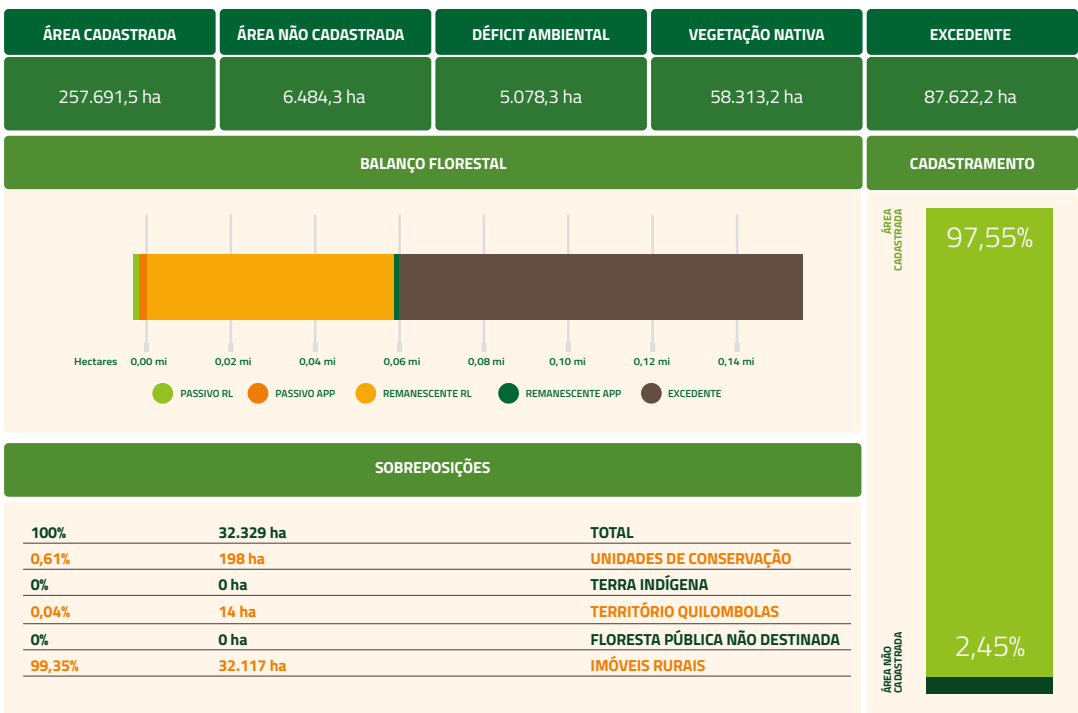 ÁREA CADASTRADA
ÁREA NÃO CADASTRADA
DÉFICIT AMBIENTAL
VEGETAÇÃO NATIVA
EXCEDENTE
257.691,5 ha
6.484,3 ha
5.078,3 ha
58.313,2 ha
87.622,2 ha
BALANÇO FLORESTAL
CADASTRAMENTO
Hectares 0,00 mi 0,02 mi 0,04 mi 0,06 mi 0,08 mi 0,10 mi 0,12 mi 0,14 mi
PASSIVO RL PASSIVO APP REMANESCENTE RL REMANESCENTE APP EXCEDENTE
ÁREA
CADASTRADA
97,55%
SOBREPOSIÇÕES
100% 32.329 ha TOTAL
0,61% 198 ha UNIDADES DE CONSERVAÇÃO
0% 0 ha TERRA INDÍGENA
0,04% 14 ha TERRITÓRIO QUILOMBOLAS
0% 0 ha FLORESTA PÚBLICA NÃO DESTINADA
99,35% 32.117 ha IMÓVEIS RURAIS
ÁREA NÃO
CADASTRADA
2,45%